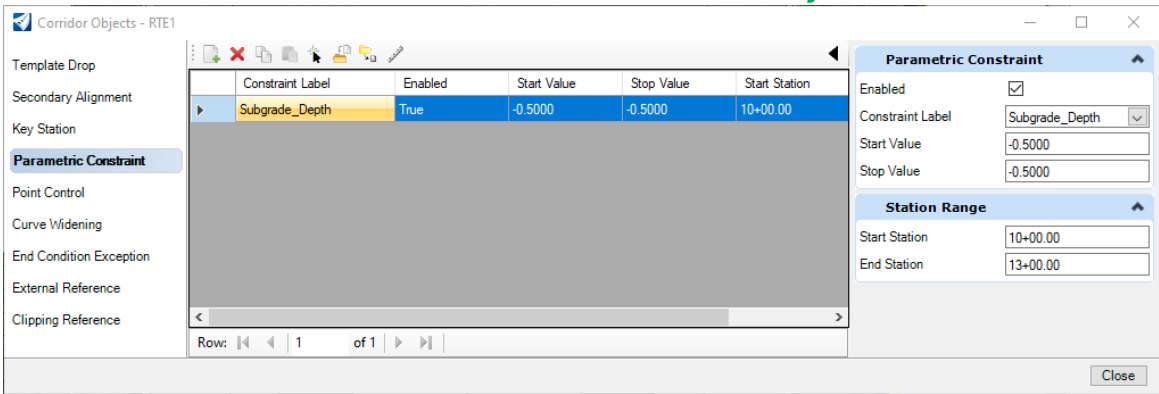 Corridor Objects - RTE1
Template Drop
Secondary Alignment
Key Station
Parametric Constraint
Point Control
Curve Widening
End Condition Exception
External Reference
Clipping Reference
Constraint Label Enabled Start Value Stop Value Start Station
Subgrade_Depth True -0.5000 -0.5000 10+00.00
Row: 1 of 1
Parametric Constraint
Enabled
Constraint Label Subgrade_Depth
Start Value -0.5000
Stop Value -0.5000
Station Range
Start Station 10+00.00
End Station 13+00.00
Close